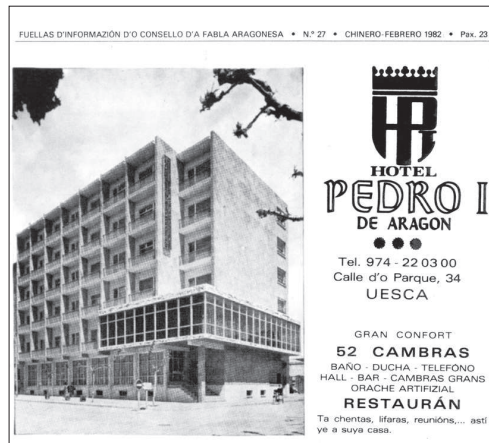 FUELLAS D'INFORMAZIÓN D'O CONSELLO D'A FABLA ARAGONESA • N.º 27 • CHINERO-FEBRERO 1982 • Pax. 23
HR
HOTEL
PEDRO I
DE ARAGON
Tel. 974 - 22 03 00
Calle d'o Parque, 34
UESCA
GRAN CONFORT
52 CAMBRAS
BAÑO - DUCHA - TELEFÓNO
HALL - BAR - CAMBRAS GRANS
ORACHE ARTIFIZIAL
RESTAURÁN
Ta chentas, lifaras, reunións,... astí
ye a suya casa.